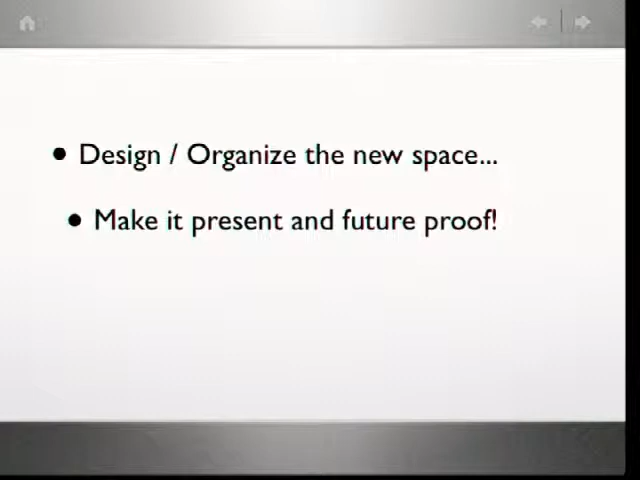 • Design / Organize the new space...
• Make it present and future proof!